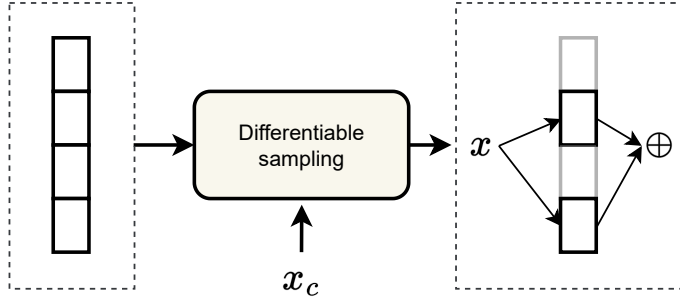 Differentiable
sampling
x
⊕
x_c